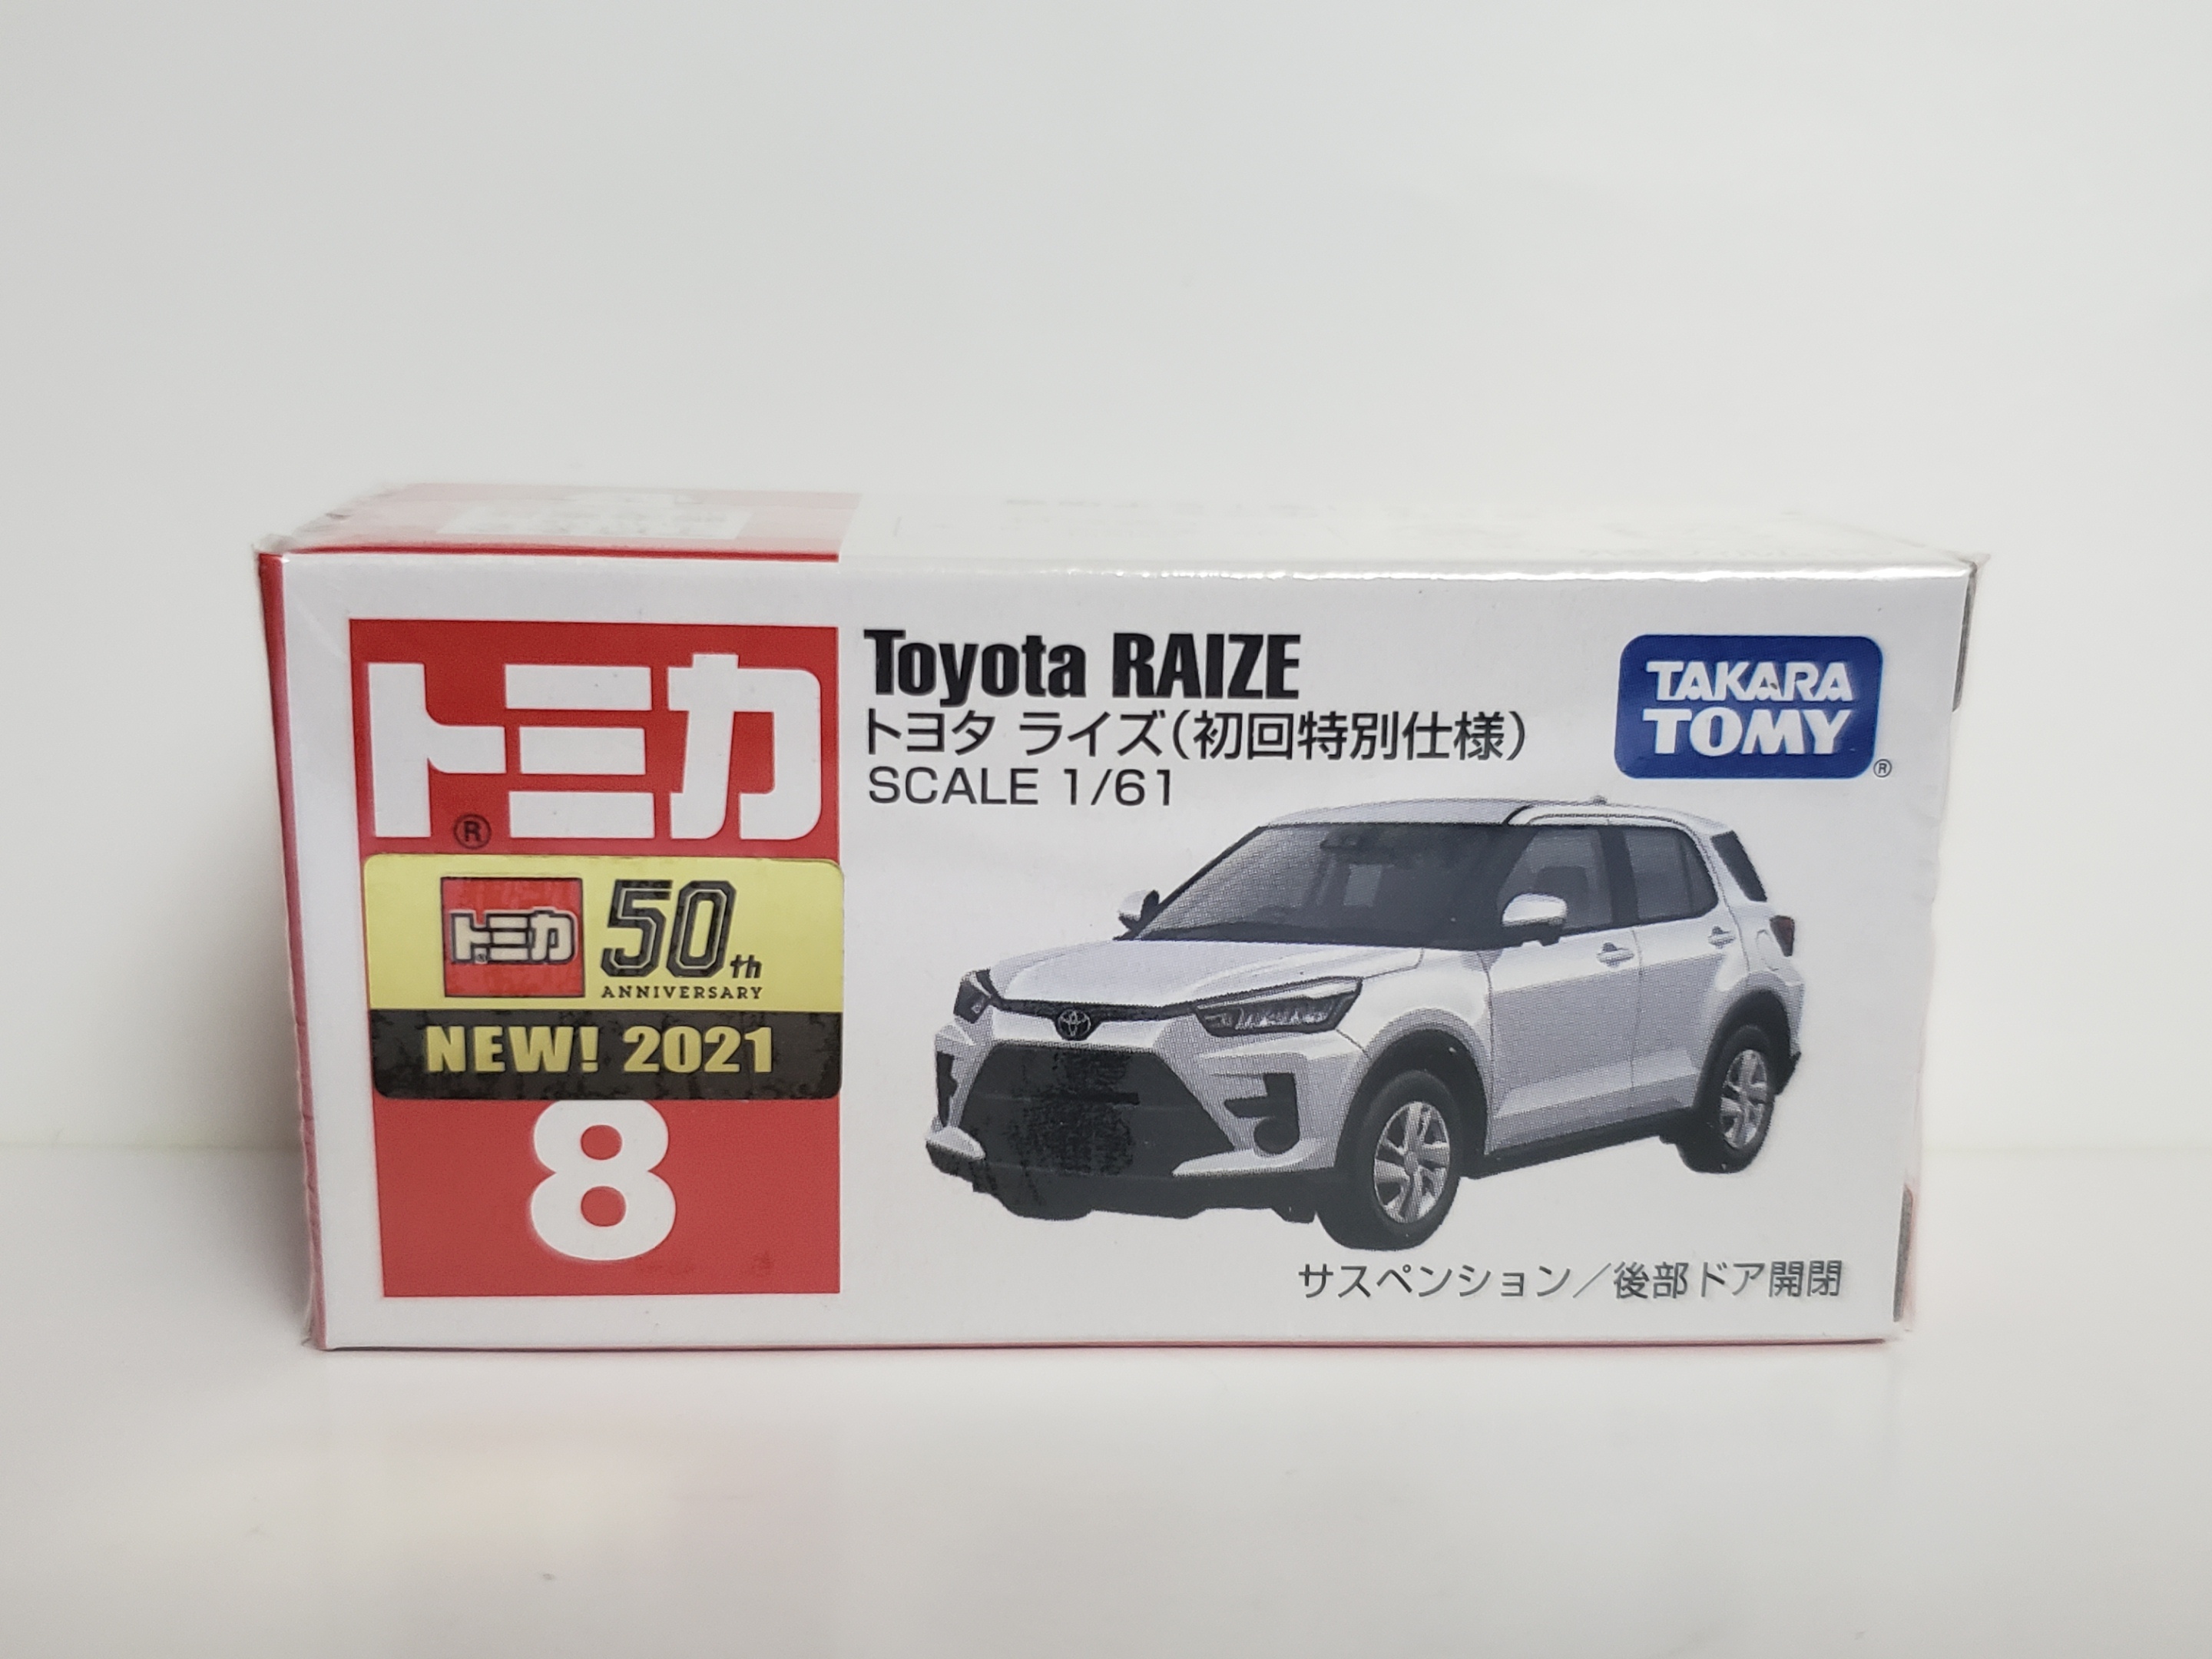 トミカ
®
トミカ
50th
ANNIVERSARY
NEW! 2021
8
Toyota RAIZE
トヨタ ライズ(初回特別仕様)
SCALE 1/61
TAKARA
TOMY
®
サスペンション/後部ドア開閉